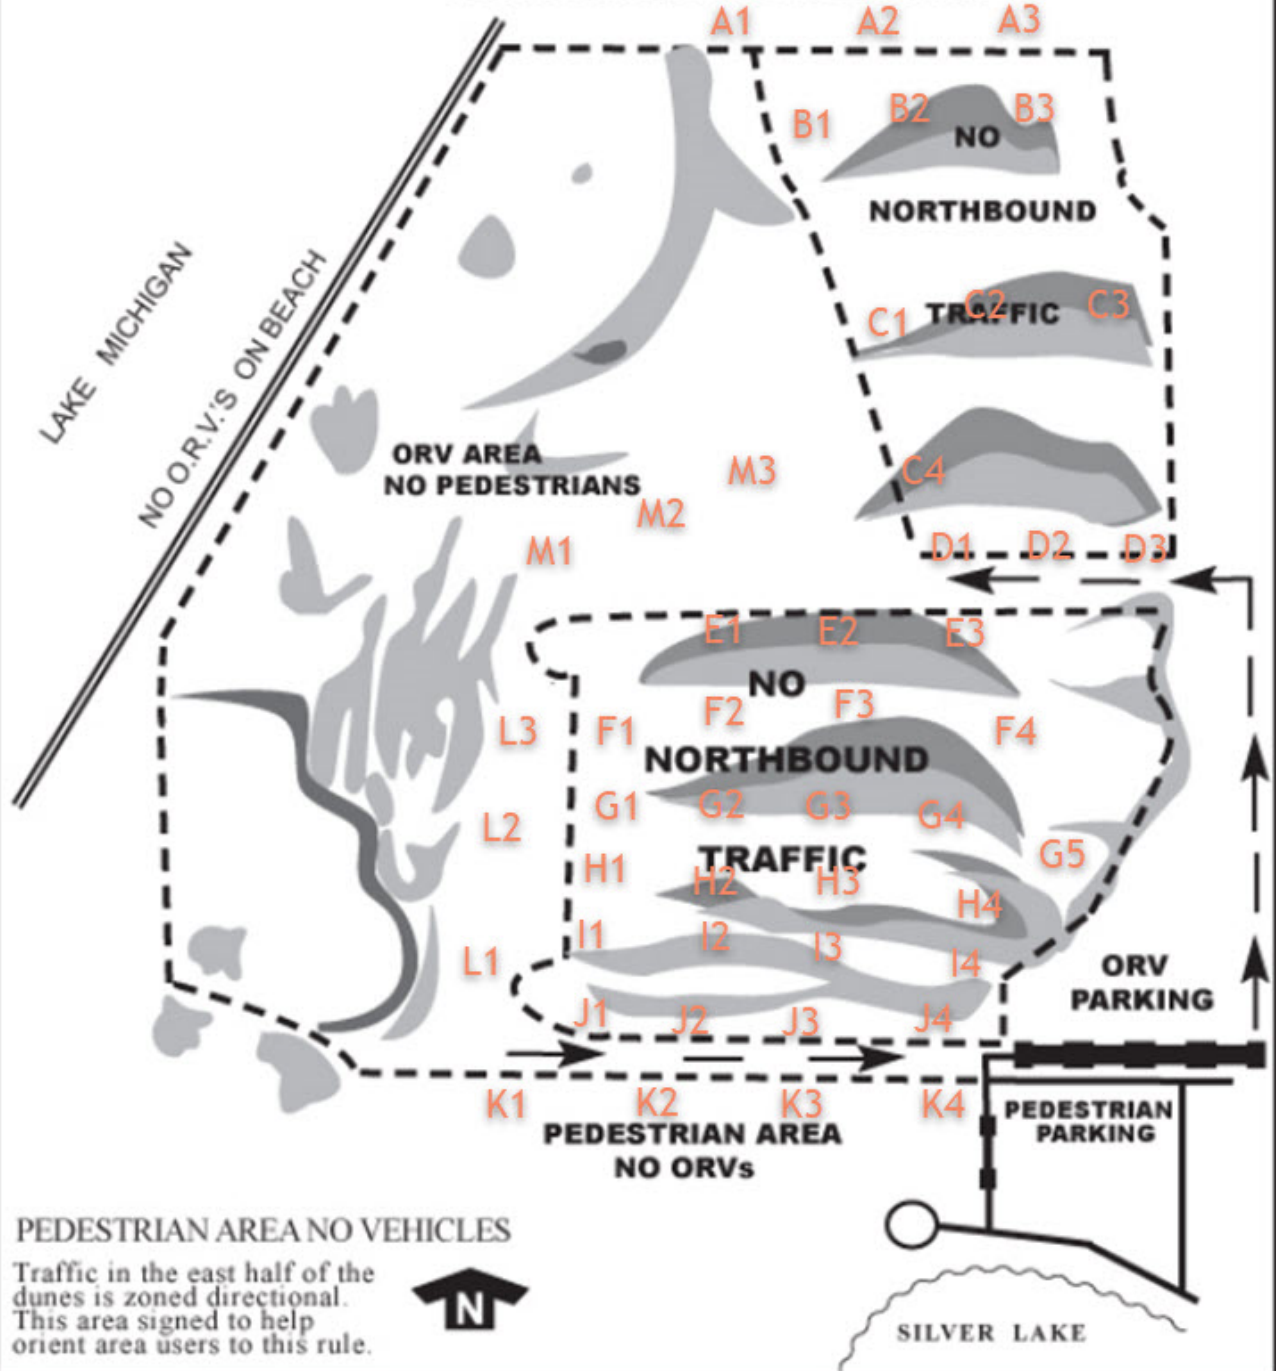 A1 A2 A3
B1 B2 B3
NO
NORTHBOUND
C1 C2 C3
TRAFFIC
LAKE MICHIGAN
NO O.R.V.'S ON BEACH
ORV AREA
NO PEDESTRIANS
M3
C4
M2
M1
D1 D2 D3
E1 E2 E3
NO
F2 F3
L3 F1 F4
NORTHBOUND
G1 G2 G3 G4
L2
TRAFFIC
G5
H1 H2 H3
H4
I1 I2 I3
L1 I4
ORV
PARKING
J1 J2 J3 J4
K1 K2 K3 K4
PEDESTRIAN
PARKING
PEDESTRIAN AREA
NO ORVs
PEDESTRIAN AREA NO VEHICLES
Traffic in the east half of the
dunes is zoned directional.
This area signed to help
orient area users to this rule.
N
SILVER LAKE